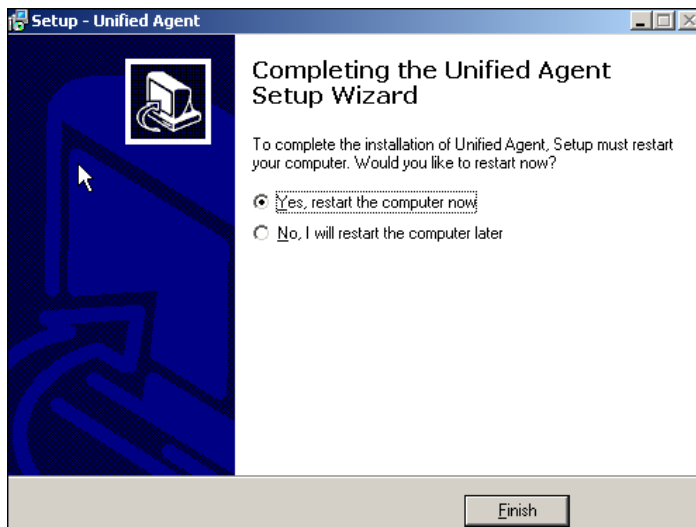 Setup - Unified Agent
Completing the Unified Agent
Setup Wizard
To complete the installation of Unified Agent, Setup must restart
your computer. Would you like to restart now?
Yes, restart the computer now
No, I will restart the computer later
Finish